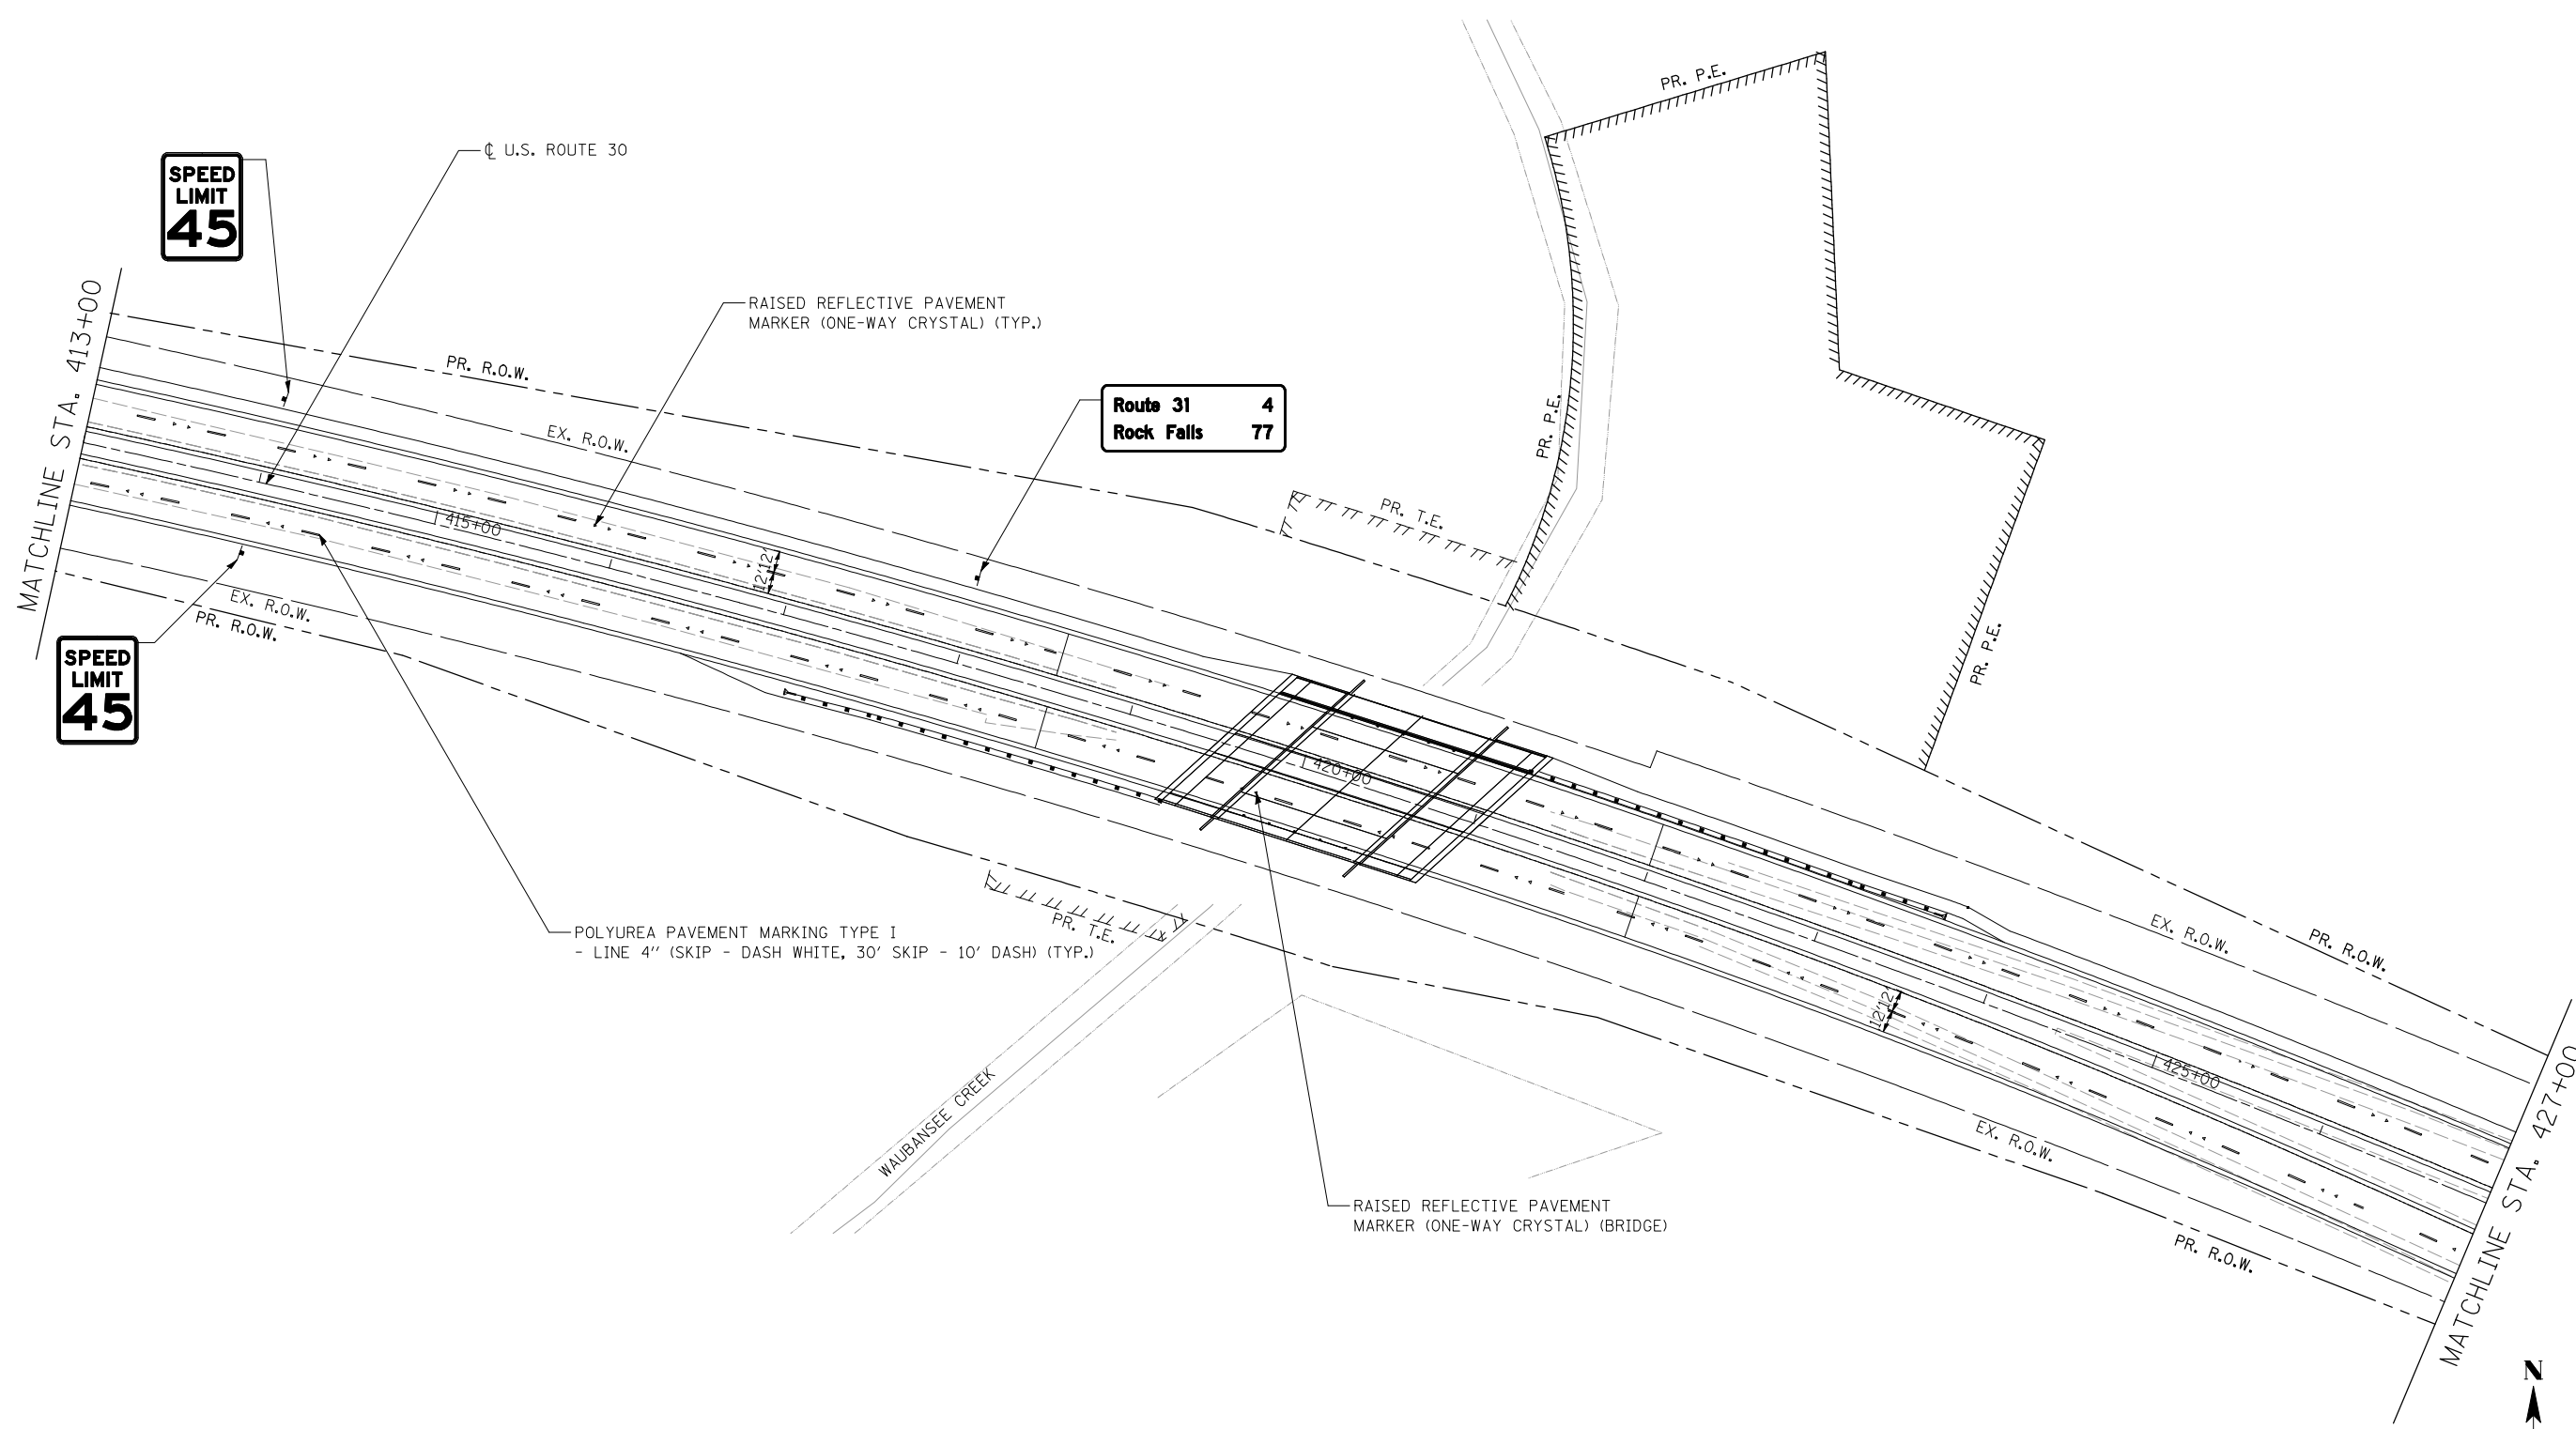 PR. P.E.
℄ U.S. ROUTE 30
SPEED
LIMIT
45
RAISED REFLECTIVE PAVEMENT
MARKER (ONE-WAY CRYSTAL) (TYP.)
MATCHLINE STA. 413+00
PR. R.O.W.
EX. R.O.W.
Route 31 4
Rock Falls 77
PR. P.E.
PR. T.E.
415+00
12' 12'
EX. R.O.W.
PR. R.O.W.
SPEED
LIMIT
45
PR. P.E.
420+00
POLYUREA PAVEMENT MARKING TYPE I
- LINE 4" (SKIP - DASH WHITE, 30' SKIP - 10' DASH) (TYP.)
PR. T.E.
EX. R.O.W.
PR. R.O.W.
12' 12'
425+00
WAUBANSEE CREEK
EX. R.O.W.
PR. R.O.W.
RAISED REFLECTIVE PAVEMENT
MARKER (ONE-WAY CRYSTAL) (BRIDGE)
MATCHLINE STA. 427+00
N